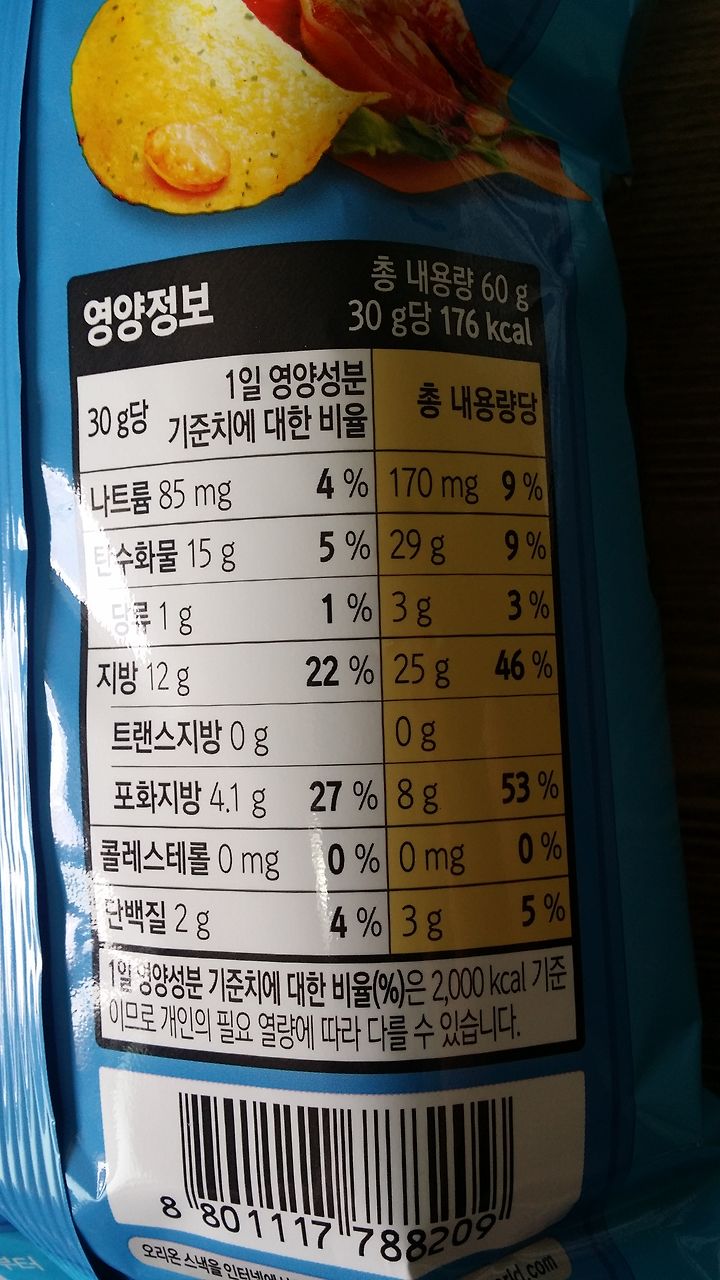 영양정보
총 내용량 60 g
30 g당 176 kcal
30 g당 1일 영양성분 기준치에 대한 비율 총 내용량당
나트륨 85 mg 4 % 170 mg 9 %
탄수화물 15 g 5 % 29 g 9 %
당류 1 g 1 % 3 g 3 %
지방 12 g 22 % 25 g 46 %
트랜스지방 0 g 0 g
포화지방 4.1 g 27 % 8 g 53 %
콜레스테롤 0 mg 0 % 0 mg 0 %
단백질 2 g 4 % 3 g 5 %
1일 영양성분 기준치에 대한 비율(%)은 2,000 kcal 기준
이므로 개인의 필요 열량에 따라 다를 수 있습니다.
8 801117 788209
오리온 스낵을 인터넷에서
부터